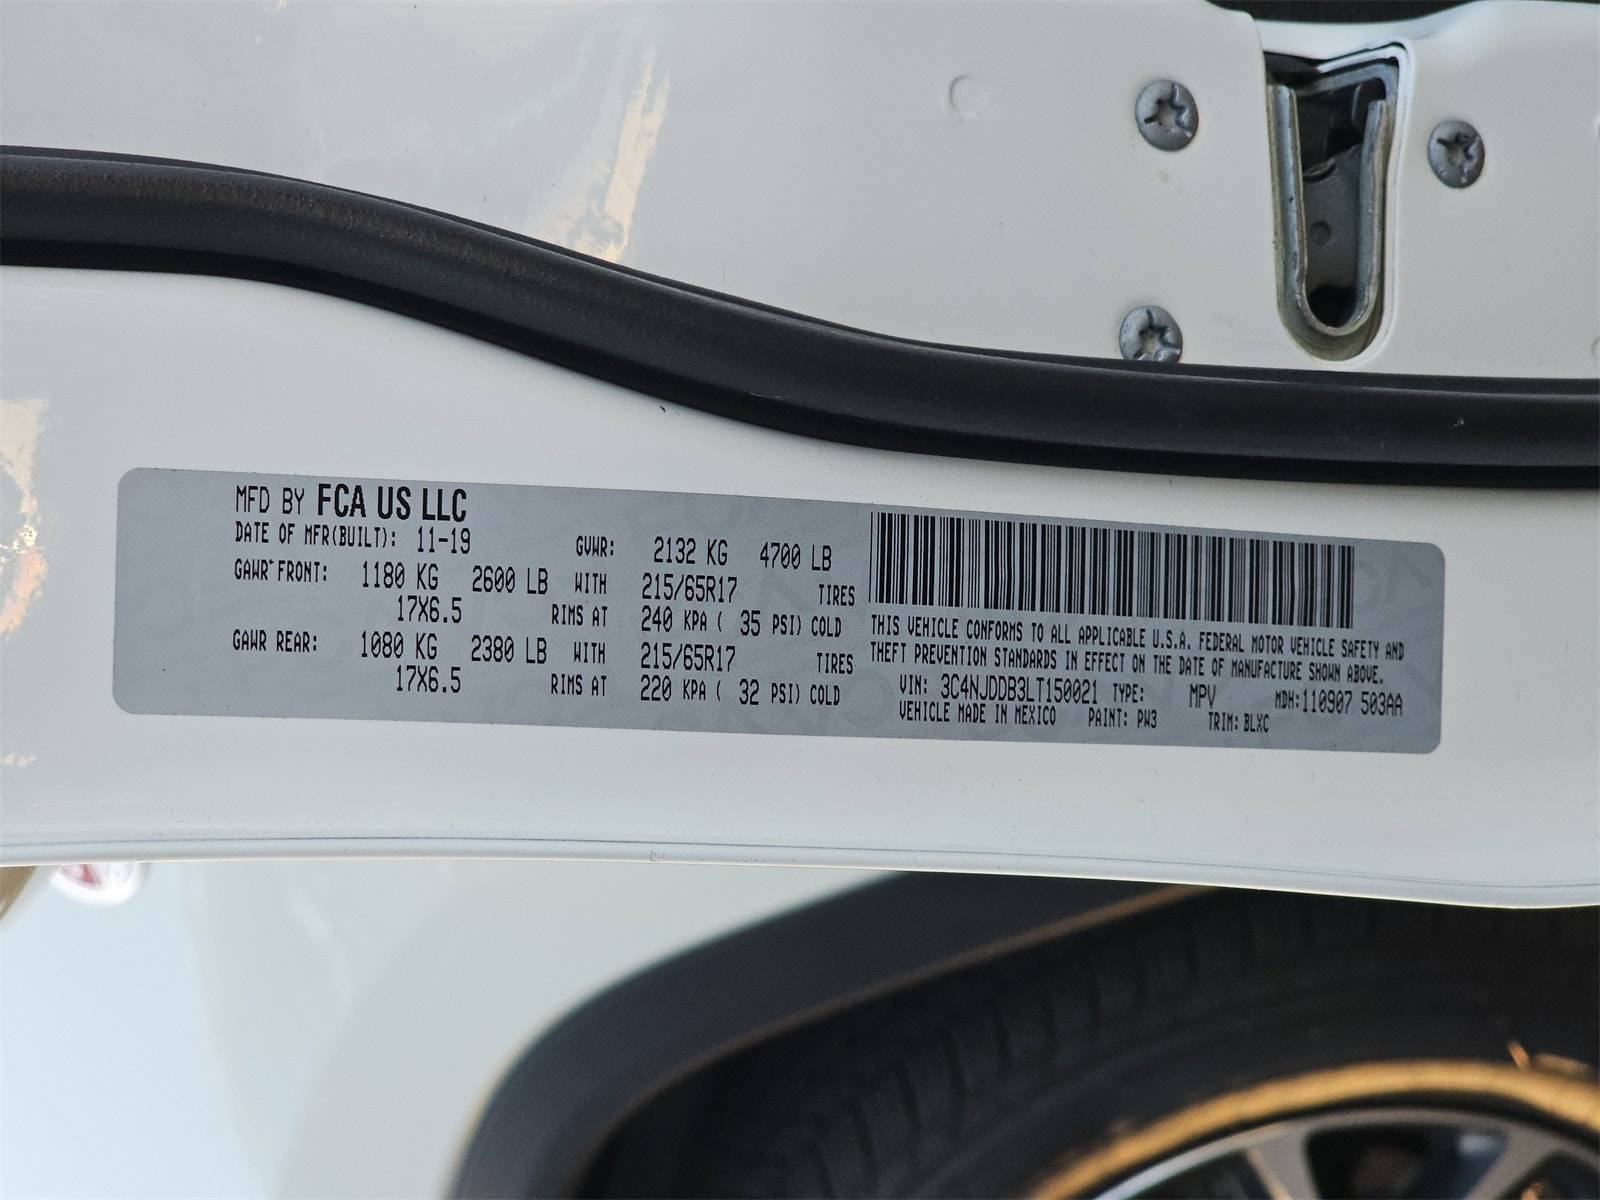 MFD BY FCA US LLC
DATE OF MFR(BUILT): 11-19 GVWR: 2132 KG 4700 LB
GAWR FRONT: 1180 KG 2600 LB WITH 215/65R17 TIRES
17X6.5 RIMS AT 240 KPA ( 35 PSI) COLD
GAWR REAR: 1080 KG 2380 LB WITH 215/65R17 TIRES
17X6.5 RIMS AT 220 KPA ( 32 PSI) COLD
THIS VEHICLE CONFORMS TO ALL APPLICABLE U.S.A. FEDERAL MOTOR VEHICLE SAFETY AND
THEFT PREVENTION STANDARDS IN EFFECT ON THE DATE OF MANUFACTURE SHOWN ABOVE.
VIN: 3C4NJDDB3LT150021 TYPE: MPV MDH:110907 503AA
VEHICLE MADE IN MEXICO PAINT: PW3 TRIM: BLXC